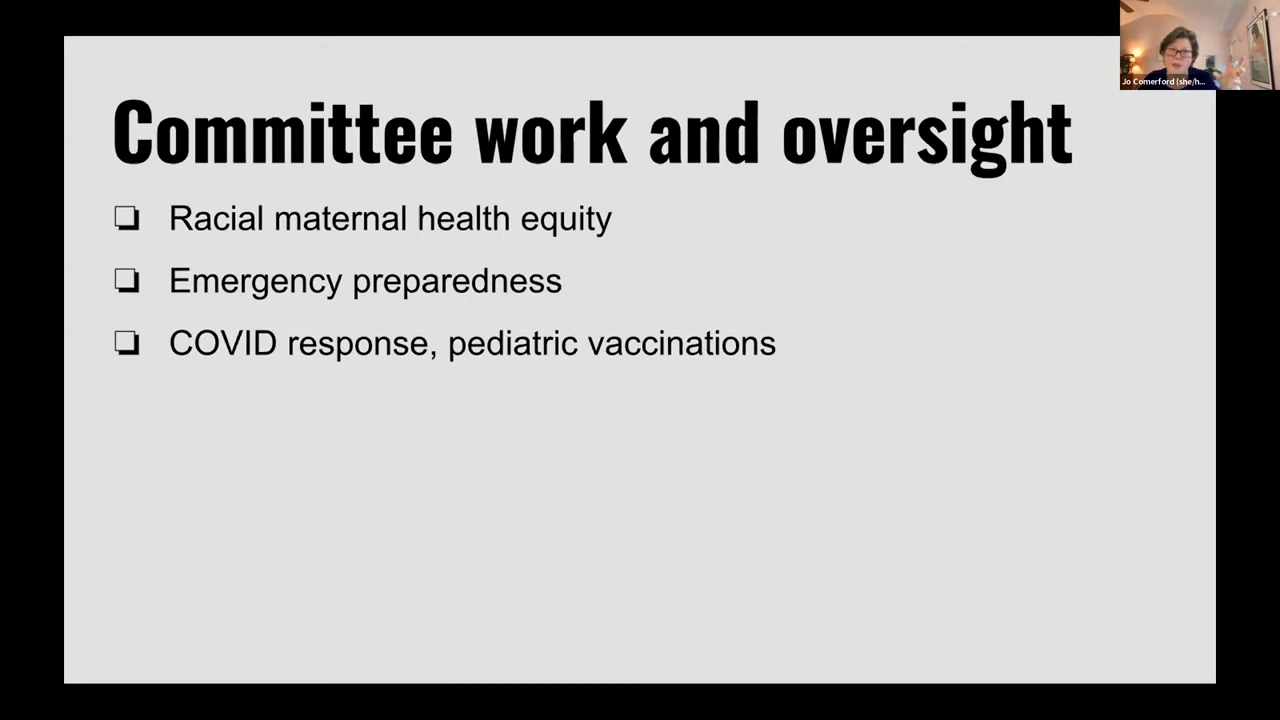 Committee work and oversight
Racial maternal health equity
Emergency preparedness
COVID response, pediatric vaccinations
Jo Comerford (she/h...